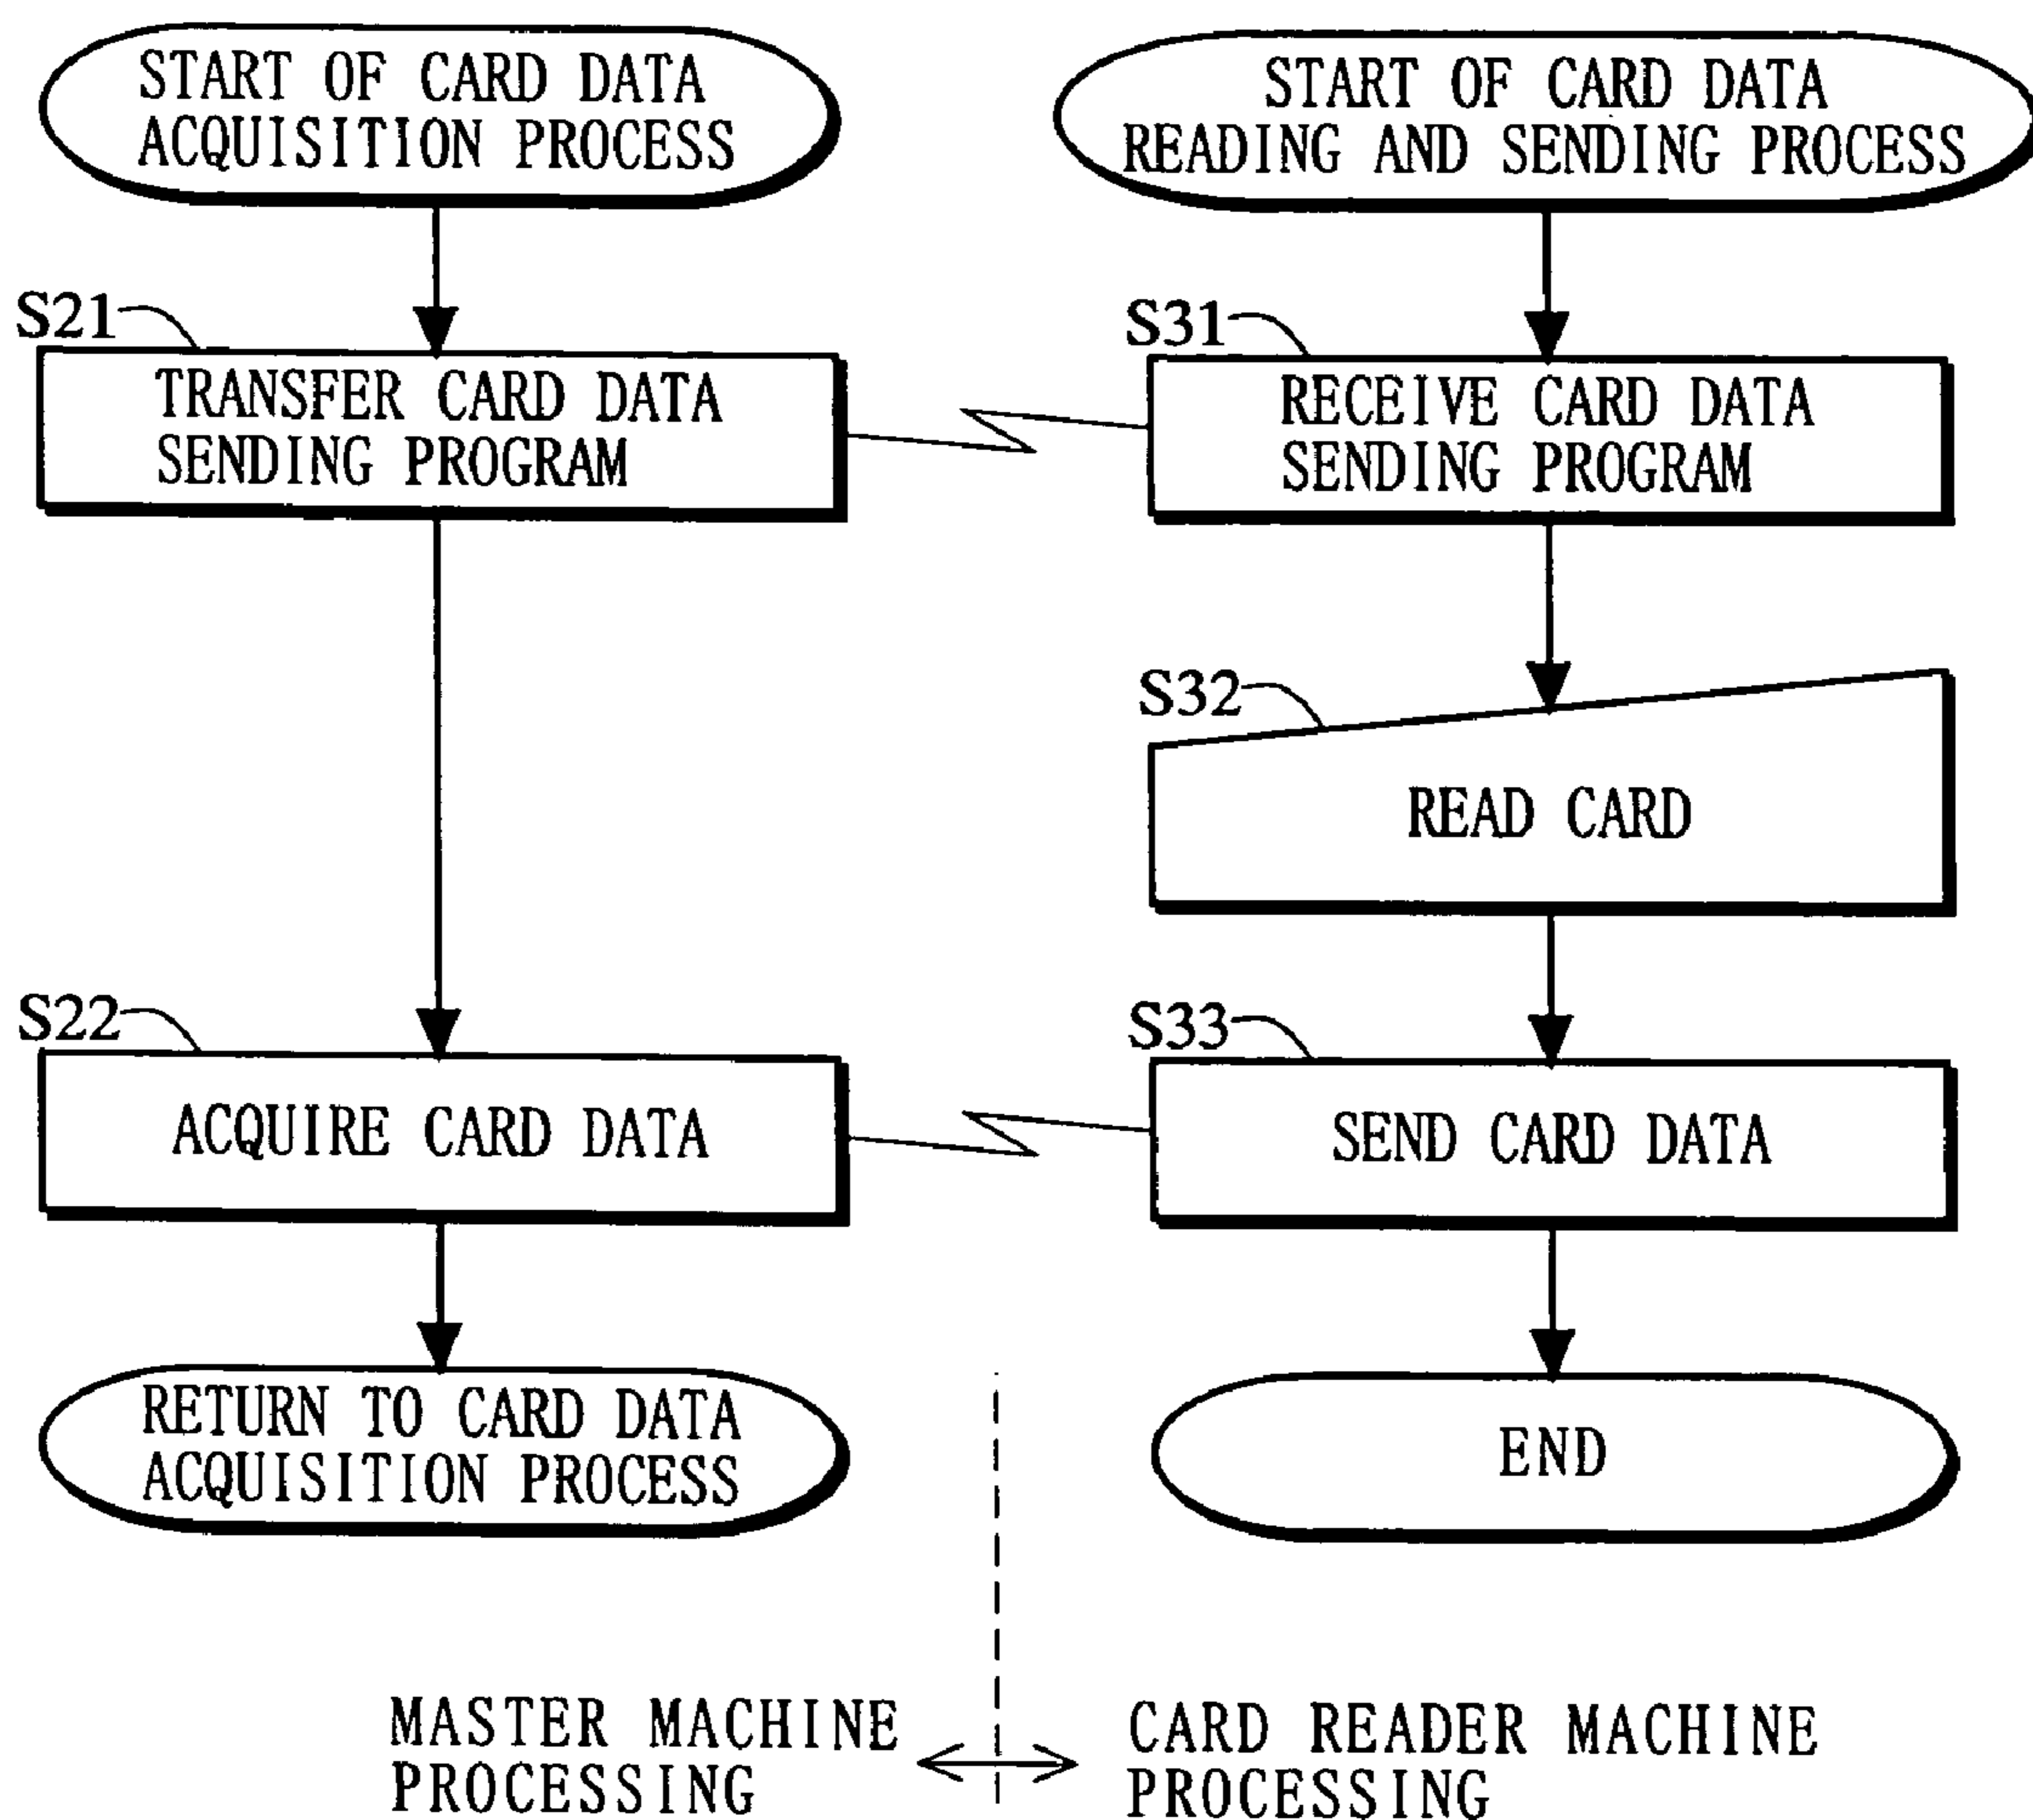 START OF CARD DATA
ACQUISITION PROCESS
S21
TRANSFER CARD DATA
SENDING PROGRAM
S22
ACQUIRE CARD DATA
RETURN TO CARD DATA
ACQUISITION PROCESS
MASTER MACHINE
PROCESSING
START OF CARD DATA
READING AND SENDING PROCESS
S31
RECEIVE CARD DATA
SENDING PROGRAM
S32
READ CARD
S33
SEND CARD DATA
END
CARD READER MACHINE
PROCESSING